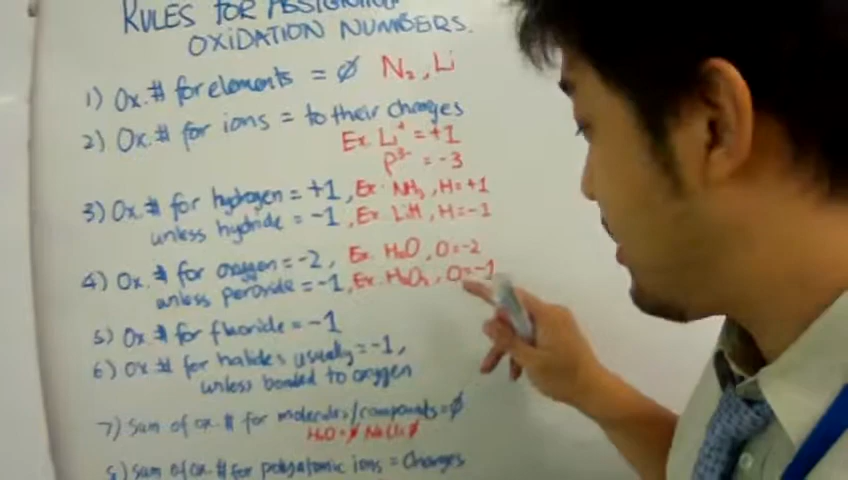 RULES FOR ASSIGNING
OXIDATION NUMBERS.
1) Ox.# for elements = ∅ N₂, Li
2) Ox.# for ions = to their charges
Ex. Li⁺ = +1
P³⁻ = -3
3) Ox.# for hydrogen = +1, Ex. NH₃, H=+1
unless hydride = -1, Ex. LiH, H=-1
4) Ox.# for oxygen = -2, Ex. H₂O, O=-2
unless peroxide = -1, Ex. H₂O₂, O=-1
5) Ox # for fluoride = -1
6) Ox # for halides usually = -1,
unless bonded to oxygen
7) Sum of ox.# for molecules/compounds = ∅
H₂O = ∅
8) Sum of ox.# for polyatomic ions = Charges